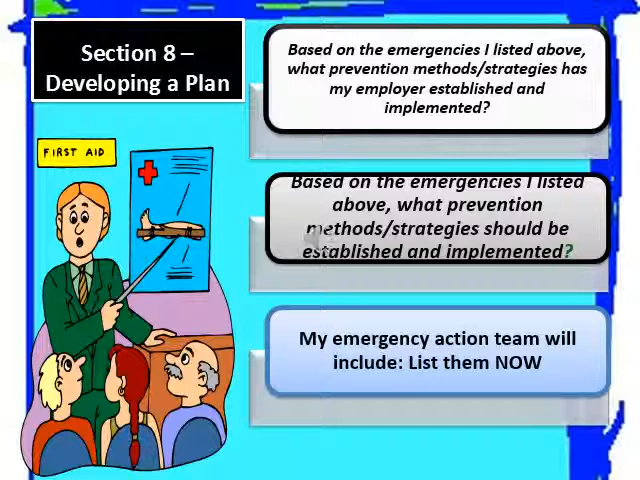 Section 8 –
Developing a Plan
Based on the emergencies I listed above,
what prevention methods/strategies has
my employer established and
implemented?
FIRST AID
Based on the emergencies I listed
above, what prevention
methods/strategies should be
established and implemented?
My emergency action team will
include: List them NOW